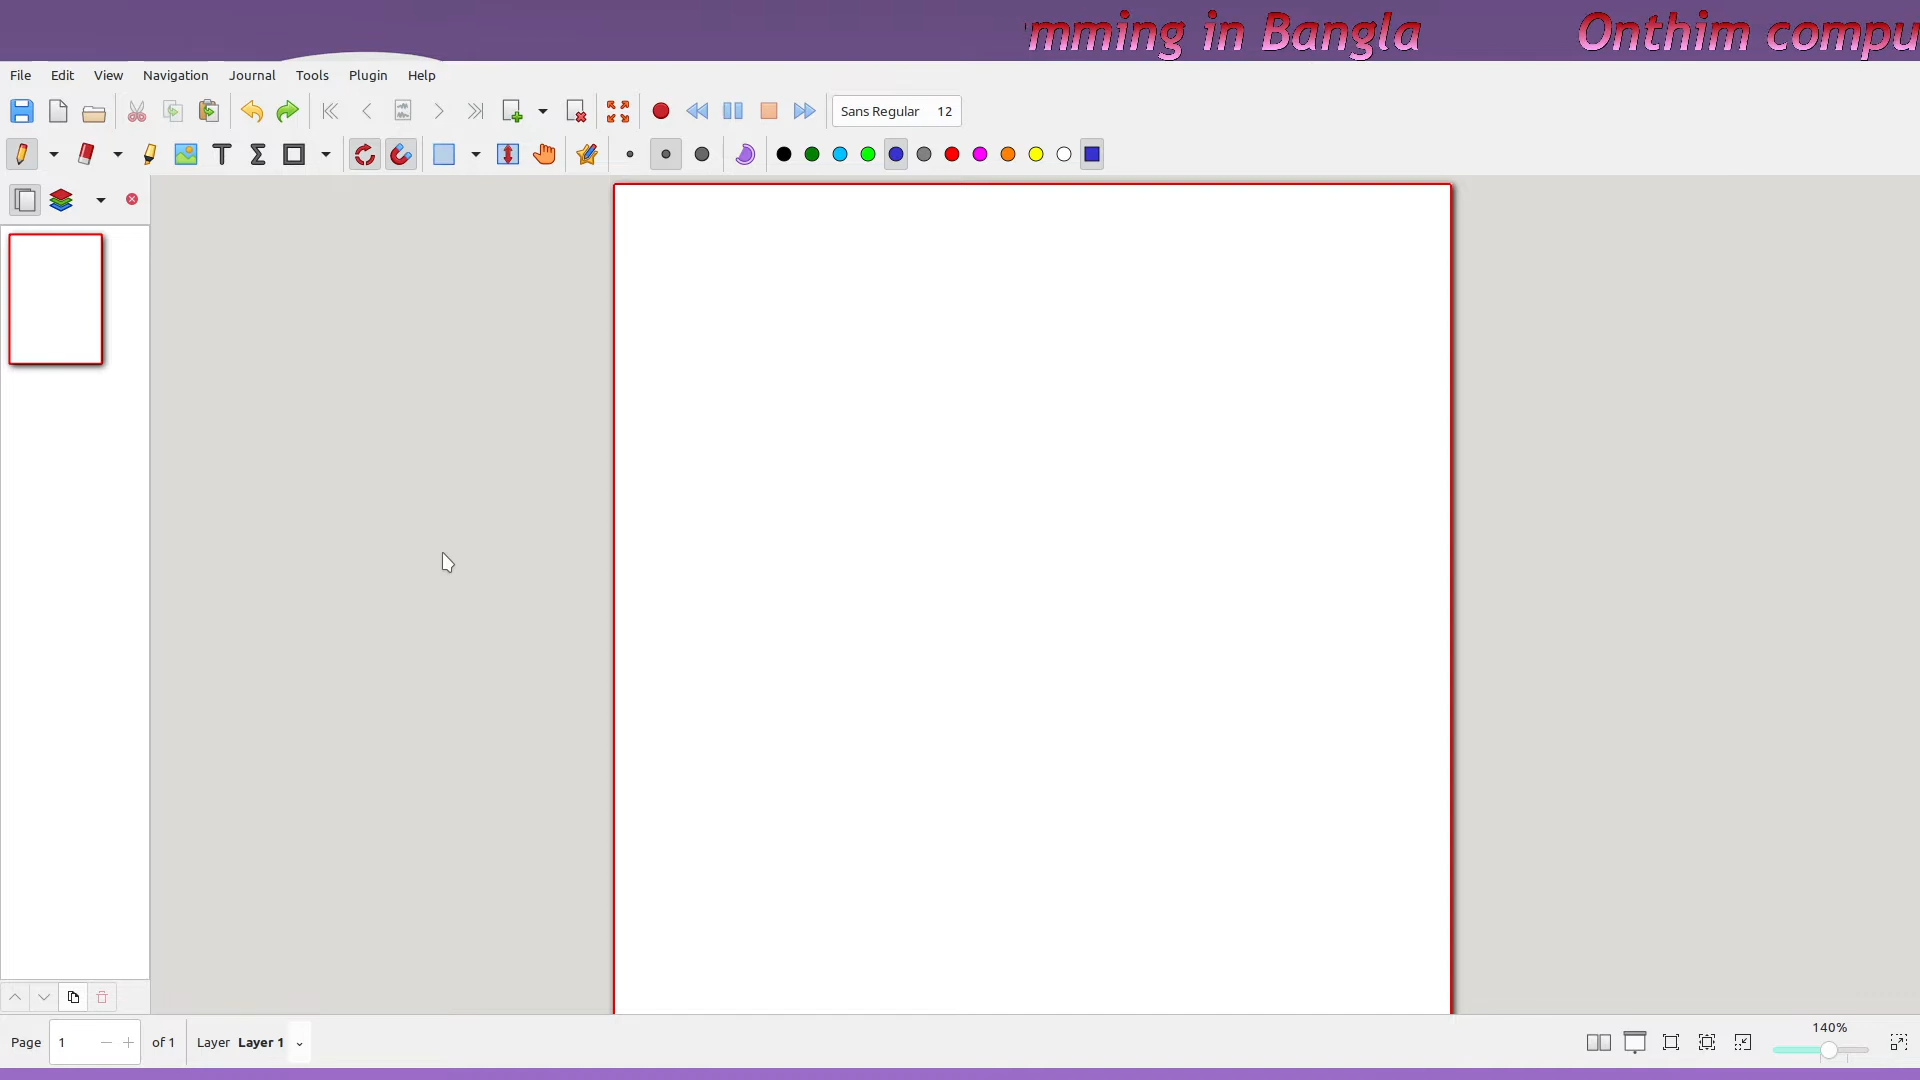 mming in Bangla Onthim compu
File Edit View Navigation Journal Tools Plugin Help
Sans Regular 12
Page 1 of 1 Layer Layer 1
140%